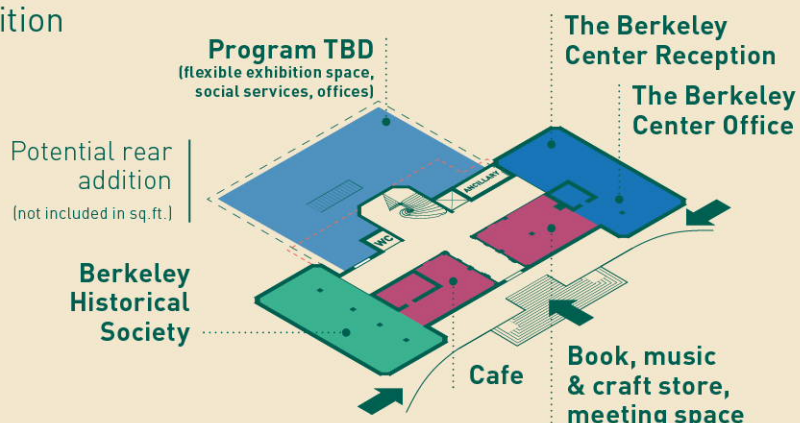 ition
Program TBD
(flexible exhibition space,
social services, offices)
The Berkeley
Center Reception
The Berkeley
Center Office
Potential rear
addition
(not included in sq.ft.)
ANCILLARY
WC
Berkeley
Historical
Society
Cafe
Book, music
& craft store,
meeting space